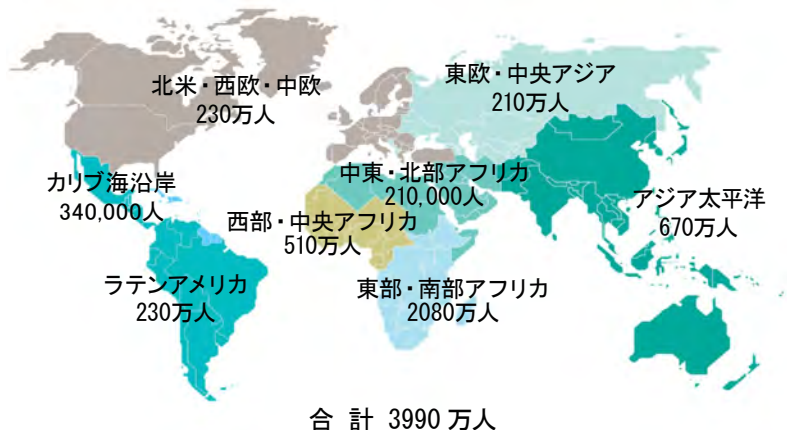 北米・西欧・中欧
230万人
東欧・中央アジア
210万人
中東・北部アフリカ
210,000人
カリブ海沿岸
340,000人
西部・中央アフリカ
510万人
アジア太平洋
670万人
ラテンアメリカ
230万人
東部・南部アフリカ
2080万人
合 計 3990 万人